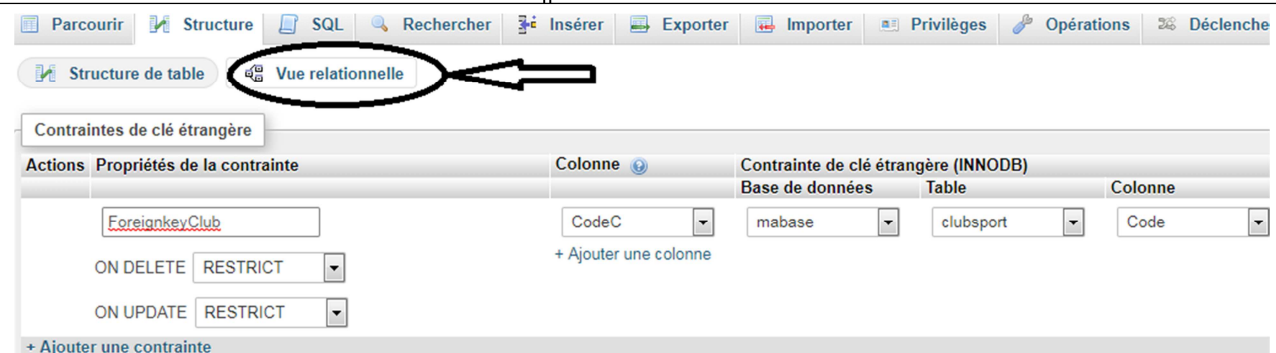 Parcourir Structure SQL Rechercher Insérer Exporter Importer Privilèges Opérations Déclenche
Structure de table Vue relationnelle
Contraintes de clé étrangère
Actions Propriétés de la contrainte Colonne Contrainte de clé étrangère (INNODB)
Base de données Table Colonne
ForeignkeyClub CodeC mabase clubsport Code
+ Ajouter une colonne
ON DELETE RESTRICT
ON UPDATE RESTRICT
+ Ajouter une contrainte